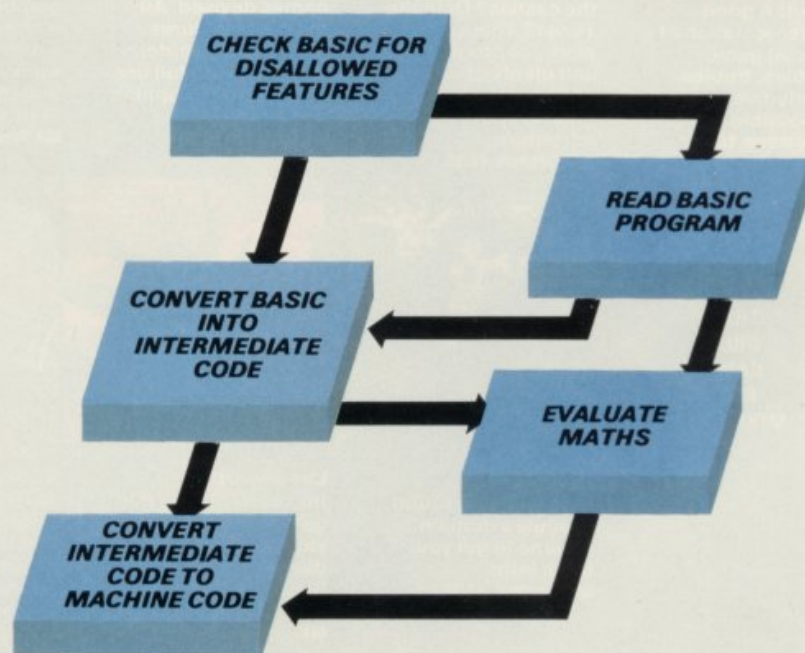 CHECK BASIC FOR
DISALLOWED
FEATURES
READ BASIC
PROGRAM
CONVERT BASIC
INTO
INTERMEDIATE
CODE
EVALUATE
MATHS
CONVERT
INTERMEDIATE
CODE TO
MACHINE CODE